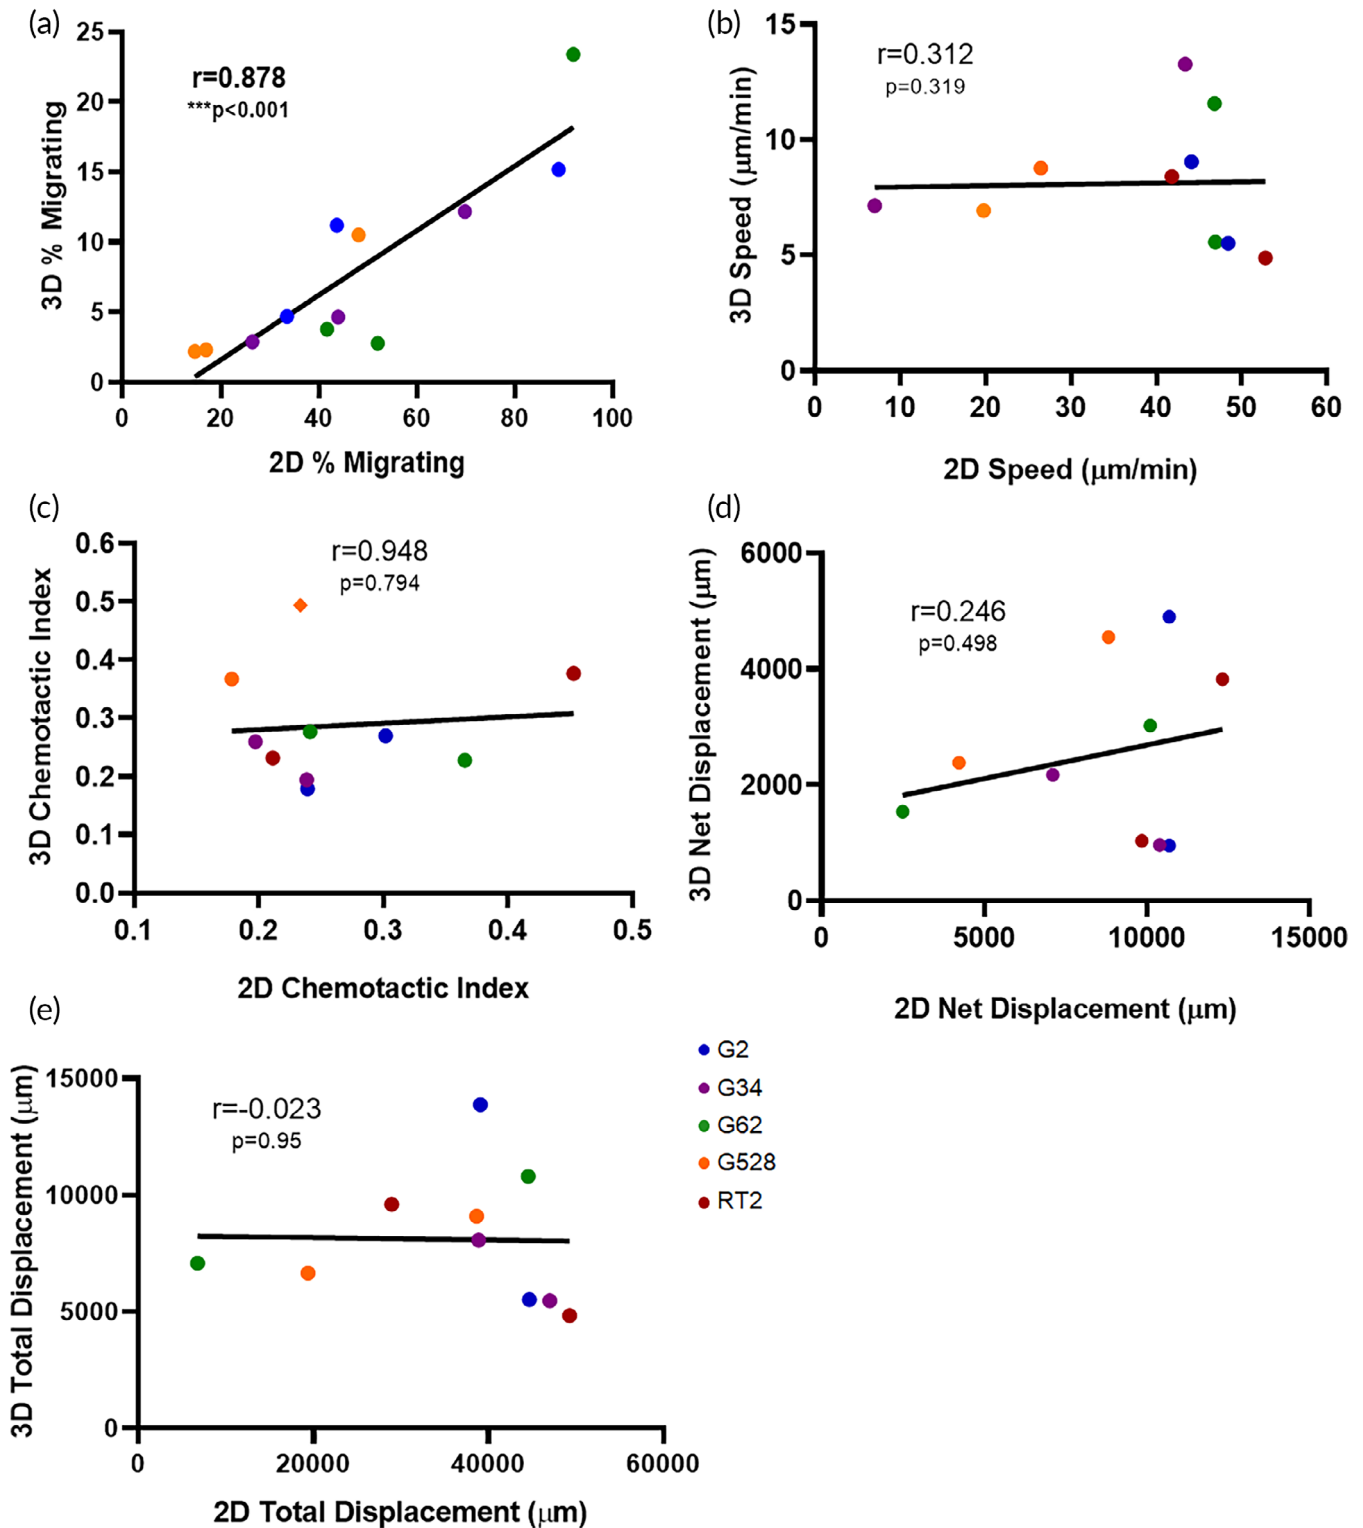 (a)
25
20
15
10
5
0
3D % Migrating
r=0.878
***p<0.001
0 20 40 60 80 100
2D % Migrating
(b)
15
10
5
0
3D Speed (μm/min)
r=0.312
p=0.319
0 10 20 30 40 50 60
2D Speed (μm/min)
(c)
0.6
0.5
0.4
0.3
0.2
0.1
0.0
3D Chemotactic Index
r=0.948
p=0.794
0.1 0.2 0.3 0.4 0.5
2D Chemotactic Index
(d)
6000
4000
2000
0
3D Net Displacement (μm)
r=0.246
p=0.498
0 5000 10000 15000
2D Net Displacement (μm)
(e)
15000
10000
5000
0
3D Total Displacement (μm)
r=-0.023
p=0.95
0 20000 40000 60000
2D Total Displacement (μm)
G2
G34
G62
G528
RT2